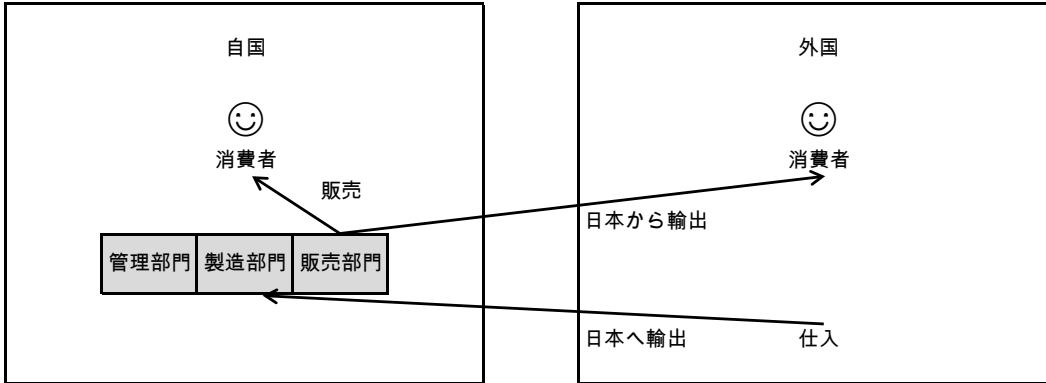 自国
外国
消費者
消費者
販売
日本から輸出
管理部門
製造部門
販売部門
日本へ輸出
仕入